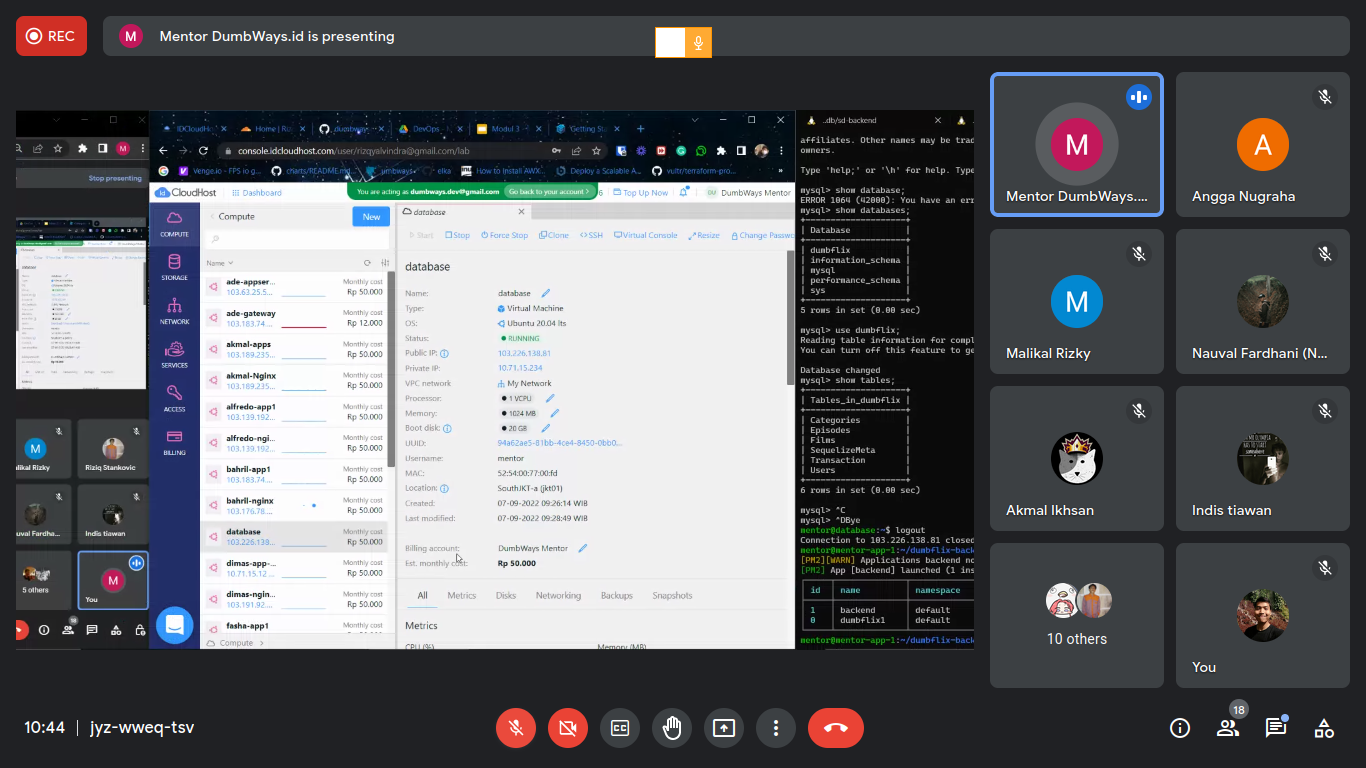 REC
M
Mentor DumbWays.id is presenting
Stop presenting
IDCloudH
Home | R
dumbway
DevOps
Modul 3
Getting St
console.idcloudhost.com/user/rizqyalvindra@gmail.com/lab
Venge.io - FPS io g...
charts/README.md...
umbways
elka
How to Install AWX...
Deploy a Scalable A...
vultr/terraform-pro...
CloudHost
Dashboard
You are acting as dumbways.dev@gmail.com
Go back to your account
Top Up Now
DU
DumbWays Mentor
COMPUTE
STORAGE
NETWORK
SERVICES
ACCESS
BILLING
Compute
New
Name
ade-appser...
103.63.25.5...
Monthly cost
Rp 50.000
ade-gateway
103.183.74....
Monthly cost
Rp 12.000
akmal-apps
103.189.235...
Monthly cost
Rp 50.000
akmal-Nginx
103.189.235...
Monthly cost
Rp 50.000
alfredo-app1
103.139.192...
Monthly cost
Rp 50.000
alfredo-ngi...
103.139.192...
Monthly cost
Rp 50.000
bahril-app1
103.183.74....
Monthly cost
Rp 50.000
bahril-nginx
103.176.78....
Monthly cost
Rp 50.000
database
103.226.138...
Monthly cost
Rp 50.000
dimas-app-...
10.71.15.12
Monthly cost
Rp 50.000
dimas-ngin...
103.191.92....
Monthly cost
Rp 50.000
fasha-app1
Monthly cost
Rp 50.000
Compute
database
Start
Stop
Force Stop
Clone
SSH
Virtual Console
Resize
Change Passwo
database
Name: database
Type: Virtual Machine
OS: Ubuntu 20.04 lts
Status: RUNNING
Public IP: 103.226.138.81
Private IP: 10.71.15.234
VPC network My Network
Processor: 1 VCPU
Memory: 1024 MB
Boot disk: 20 GB
UUID: 94a62ae5-81bb-4ce4-8450-0bb0...
Username: mentor
MAC: 52:54:00:77:00:fd
Location: SouthJKT-a (jkt01)
Created: 07-09-2022 09:26:14 WIB
Last modified: 07-09-2022 09:28:49 WIB
Billing account: DumbWays Mentor
Est. monthly cost: Rp 50.000
All
Metrics
Disks
Networking
Backups
Snapshots
Metrics
CPU (%)
Memory (MB)
..db/sd-backend
affiliates. Other names may be trad
owners.
Type 'help;' or '\h' for help. Type
mysql> show database;
ERROR 1064 (42000): You have an err
mysql> show databases;
| Database
| dumbflix
| information_schema |
| mysql |
| performance_schema |
| sys |
5 rows in set (0.00 sec)
mysql> use dumbflix;
Reading table information for compl
You can turn off this feature to ge
Database changed
mysql> show tables;
| Tables_in_dumbflix |
| Categories |
| Episodes |
| Films |
| SequelizeMeta |
| Transaction |
| Users |
6 rows in set (0.00 sec)
mysql> ^C
mysql> ^DBye
mentor@database:~$ logout
Connection to 103.226.138.81 closed
mentor@mentor-app-1:~/dumbflix-back
[PM2][WARN] Applications backend no
[PM2] App [backend] launched (1 ins
id name namespace
1 backend default
0 dumbflix1 default
mentor@mentor-app-1:~/dumbflix-back
M
likal Rizky
Riziq Stankovic
uval Fardha...
Indis tiawan
5 others
M
You
18
M
Mentor DumbWays....
A
Angga Nugraha
M
Malikal Rizky
Nauval Fardhani (N...
Akmal Ikhsan
Indis tiawan
10 others
You
10:44
jyz-wweq-tsv
18